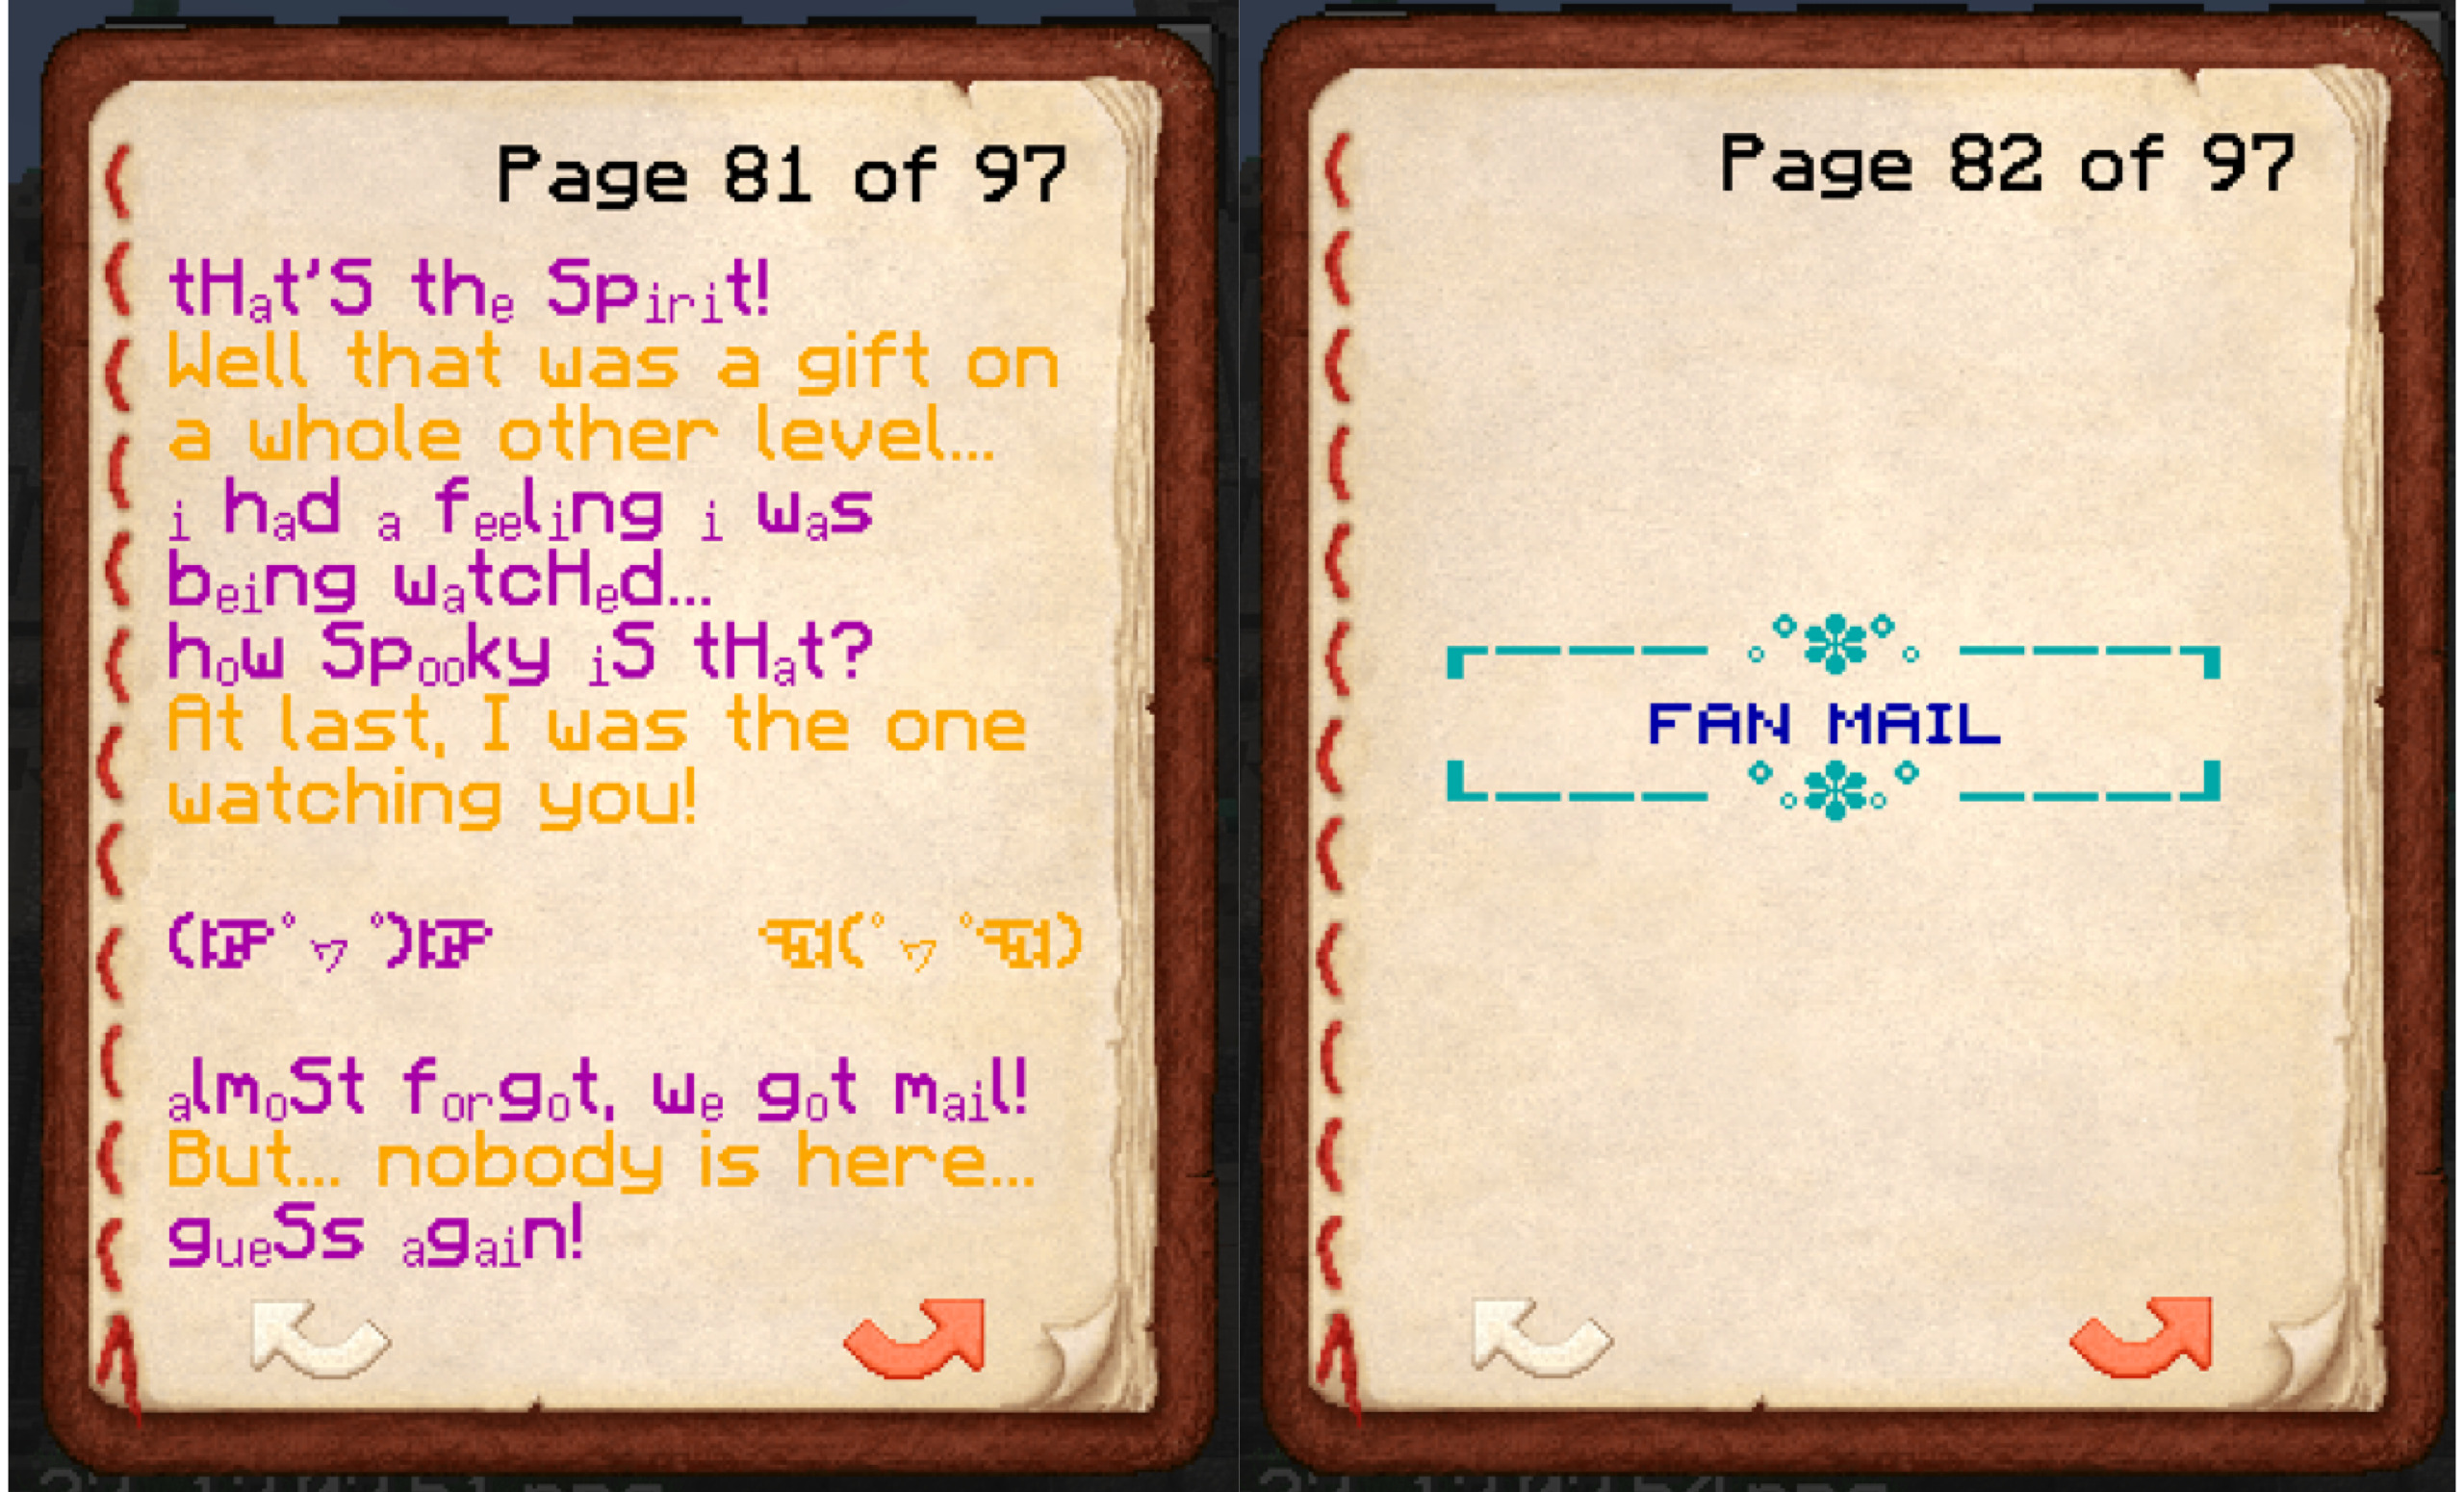 Page 81 of 97
tHₐt'S thₑ Spᵢᵣᵢt!
Well that was a gift on
a whole other level...
ᵢ hₐd ₐ fₑₑlᵢng ᵢ wₐs
bₑᵢng wₐtcHₑd...
hₒw Spₒₒky ᵢS tHₐt?
At last, I was the one
watching you!
(☞ﾟヮﾟ)☞ ☜(ﾟヮﾟ☜)
ₐlmₒSt fₒᵣgₒt, wₑ gₒt mₐᵢl!
But... nobody is here...
gᵤₑSs ₐgₐᵢn!
Page 82 of 97
FAN MAIL